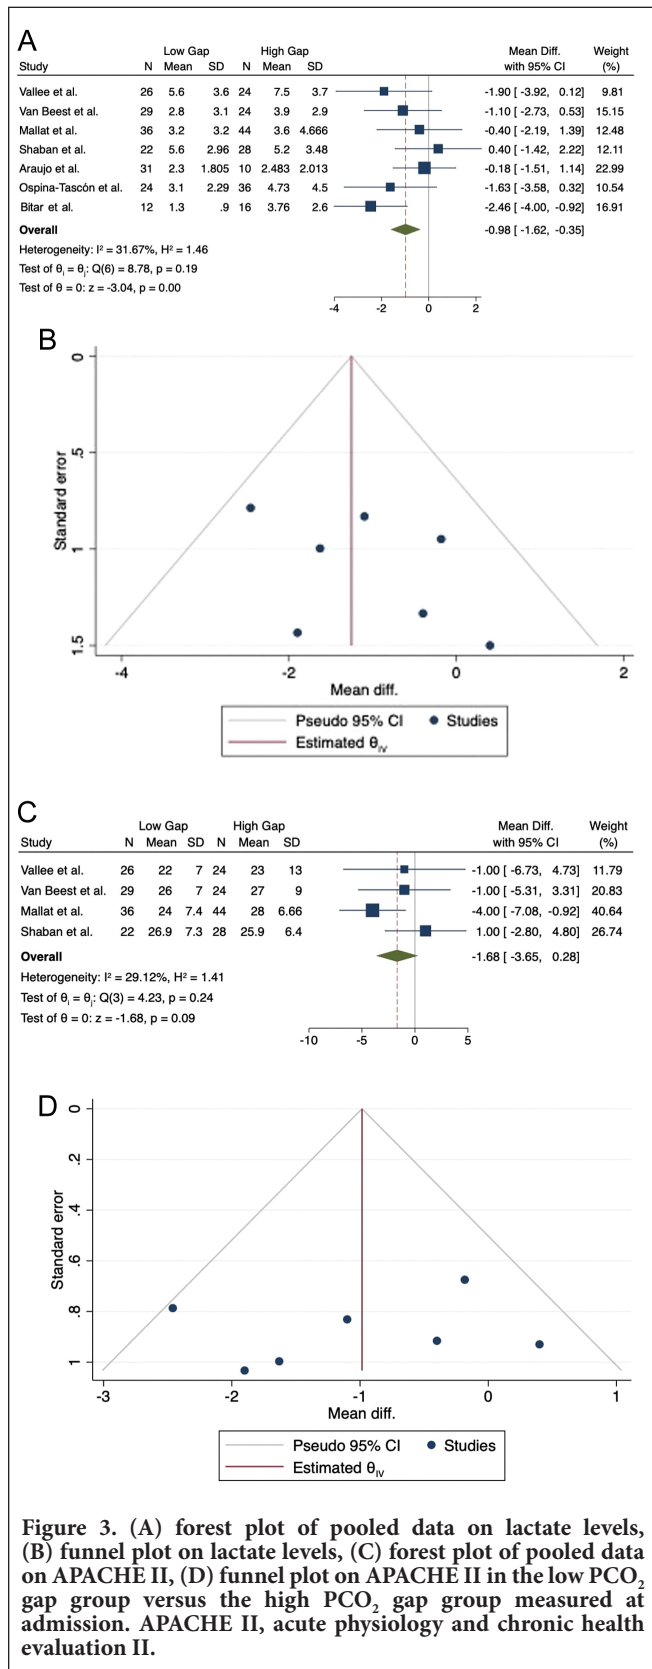 A
Low Gap High Gap Mean Diff. Weight
Study N Mean SD N Mean SD with 95% CI (%)
Vallee et al. 26 5.6 3.6 24 7.5 3.7 -1.90 [ -3.92, 0.12] 9.81
Van Beest et al. 29 2.8 3.1 24 3.9 2.9 -1.10 [ -2.73, 0.53] 15.15
Mallat et al. 36 3.2 3.2 44 3.6 4.666 -0.40 [ -2.19, 1.39] 12.48
Shaban et al. 22 5.6 2.96 28 5.2 3.48 0.40 [ -1.42, 2.22] 12.11
Araujo et al. 31 2.3 1.805 10 2.483 2.013 -0.18 [ -1.51, 1.14] 22.99
Ospina-Tascón et al. 24 3.1 2.29 36 4.73 4.5 -1.63 [ -3.58, 0.32] 10.54
Bitar et al. 12 1.3 .9 16 3.76 2.6 -2.46 [ -4.00, -0.92] 16.91
Overall -0.98 [ -1.62, -0.35]
Heterogeneity: I² = 31.67%, H² = 1.46
Test of θᵢ = θⱼ: Q(6) = 8.78, p = 0.19
Test of θ = 0: z = -3.04, p = 0.00
-4 -2 0 2
B
Standard error
0
.5
1
1.5
-4 -2 0 2
Mean diff.
Pseudo 95% CI Studies
Estimated θIV
C
Low Gap High Gap Mean Diff. Weight
Study N Mean SD N Mean SD with 95% CI (%)
Vallee et al. 26 22 7 24 23 13 -1.00 [ -6.73, 4.73] 11.79
Van Beest et al. 29 26 7 24 27 9 -1.00 [ -5.31, 3.31] 20.83
Mallat et al. 36 24 7.4 44 28 6.66 -4.00 [ -7.08, -0.92] 40.64
Shaban et al. 22 26.9 7.3 28 25.9 6.4 1.00 [ -2.80, 4.80] 26.74
Overall -1.68 [ -3.65, 0.28]
Heterogeneity: I² = 29.12%, H² = 1.41
Test of θᵢ = θⱼ: Q(3) = 4.23, p = 0.24
Test of θ = 0: z = -1.68, p = 0.09
-10 -5 0 5
D
Standard error
0
.2
.4
.6
.8
1
-3 -2 -1 0 1
Mean diff.
Pseudo 95% CI Studies
Estimated θIV
Figure 3. (A) forest plot of pooled data on lactate levels,
(B) funnel plot on lactate levels, (C) forest plot of pooled data
on APACHE II, (D) funnel plot on APACHE II in the low PCO₂
gap group versus the high PCO₂ gap group measured at
admission. APACHE II, acute physiology and chronic health
evaluation II.